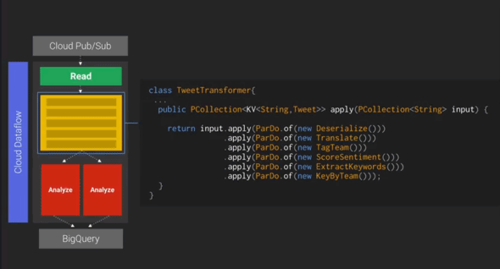 Cloud Pub/Sub
Read
Cloud Dataflow
Analyze
Analyze
BigQuery
class TweetTransformer{
...
public PCollection<KV<String,Tweet>> apply(PCollection<String> input) {
return input.apply(ParDo.of(new Deserialize()))
.apply(ParDo.of(new Translate()))
.apply(ParDo.of(new TagTeam()))
.apply(ParDo.of(new ScoreSentiment()))
.apply(ParDo.of(new ExtractKeywords()))
.apply(ParDo.of(new KeyByTeam()));
}
}